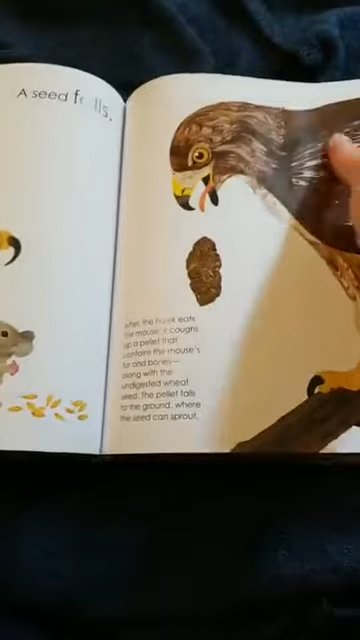 A seed falls.
After the hawk eats
the mouse, it coughs
up a pellet that
contains the mouse's
fur and bones—
along with the
undigested wheat
seed. The pellet falls
to the ground, where
the seed can sprout.